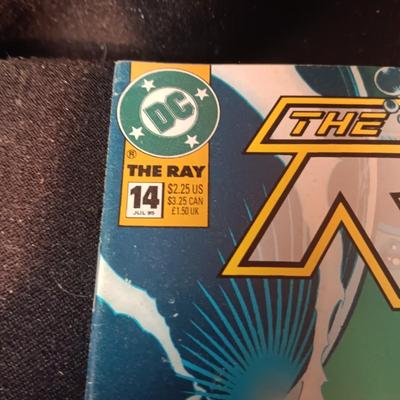 DC
®
THE RAY
14
JUL 95
$2.25 US
$3.25 CAN
£1.50 UK
THE